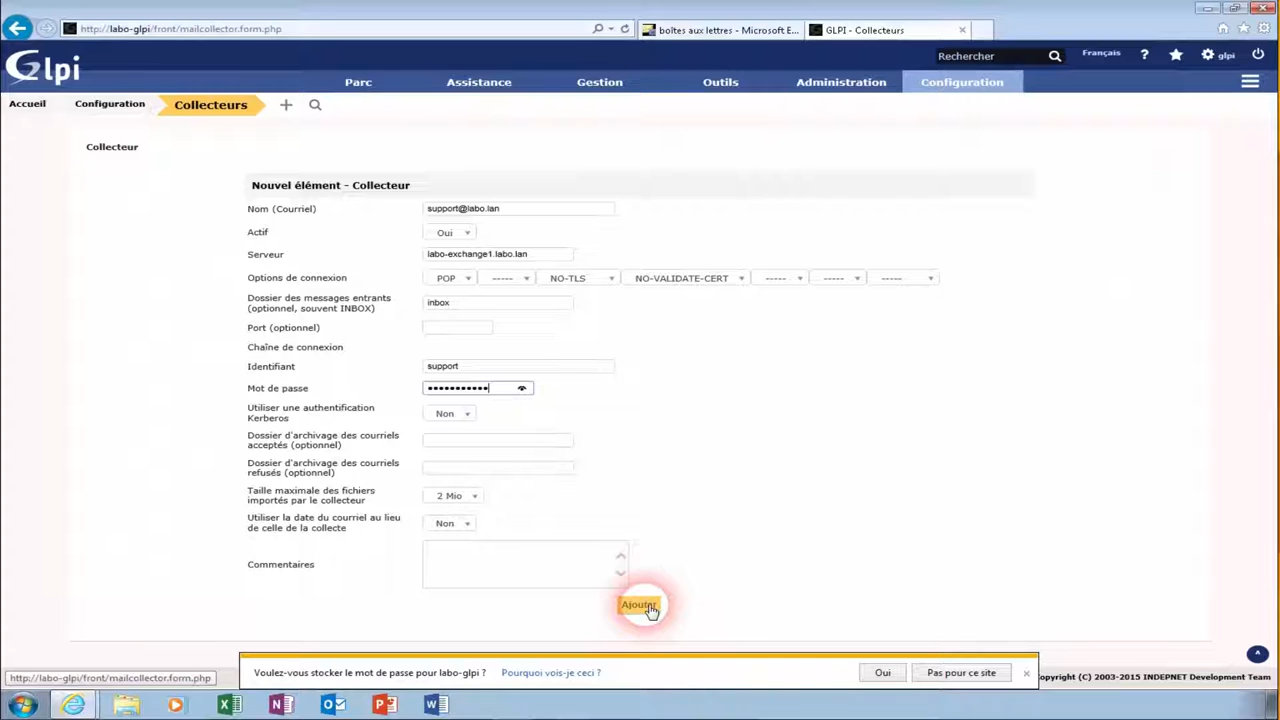 http://labo-glpi/front/mailcollector.form.php
boîtes aux lettres - Microsoft E...
GLPI - Collecteurs
Glpi
Rechercher
Français
?
glpi
Parc
Assistance
Gestion
Outils
Administration
Configuration
Accueil
Configuration
Collecteurs
Collecteur
Nouvel élément - Collecteur
Nom (Courriel)
support@labo.lan
Actif
Oui
Serveur
labo-exchange1.labo.lan
Options de connexion
POP
-----
NO-TLS
NO-VALIDATE-CERT
-----
-----
-----
Dossier des messages entrants
(optionnel, souvent INBOX)
inbox
Port (optionnel)
Chaîne de connexion
Identifiant
support
Mot de passe
•••••••••••
Utiliser une authentification
Kerberos
Non
Dossier d'archivage des courriels
acceptés (optionnel)
Dossier d'archivage des courriels
refusés (optionnel)
Taille maximale des fichiers
importés par le collecteur
2 Mio
Utiliser la date du courriel au lieu
de celle de la collecte
Non
Commentaires
Ajouter
Voulez-vous stocker le mot de passe pour labo-glpi ?
Pourquoi vois-je ceci ?
Oui
Pas pour ce site
http://labo-glpi/front/mailcollector.form.php
opyright (C) 2003-2015 INDEPNET Development Team